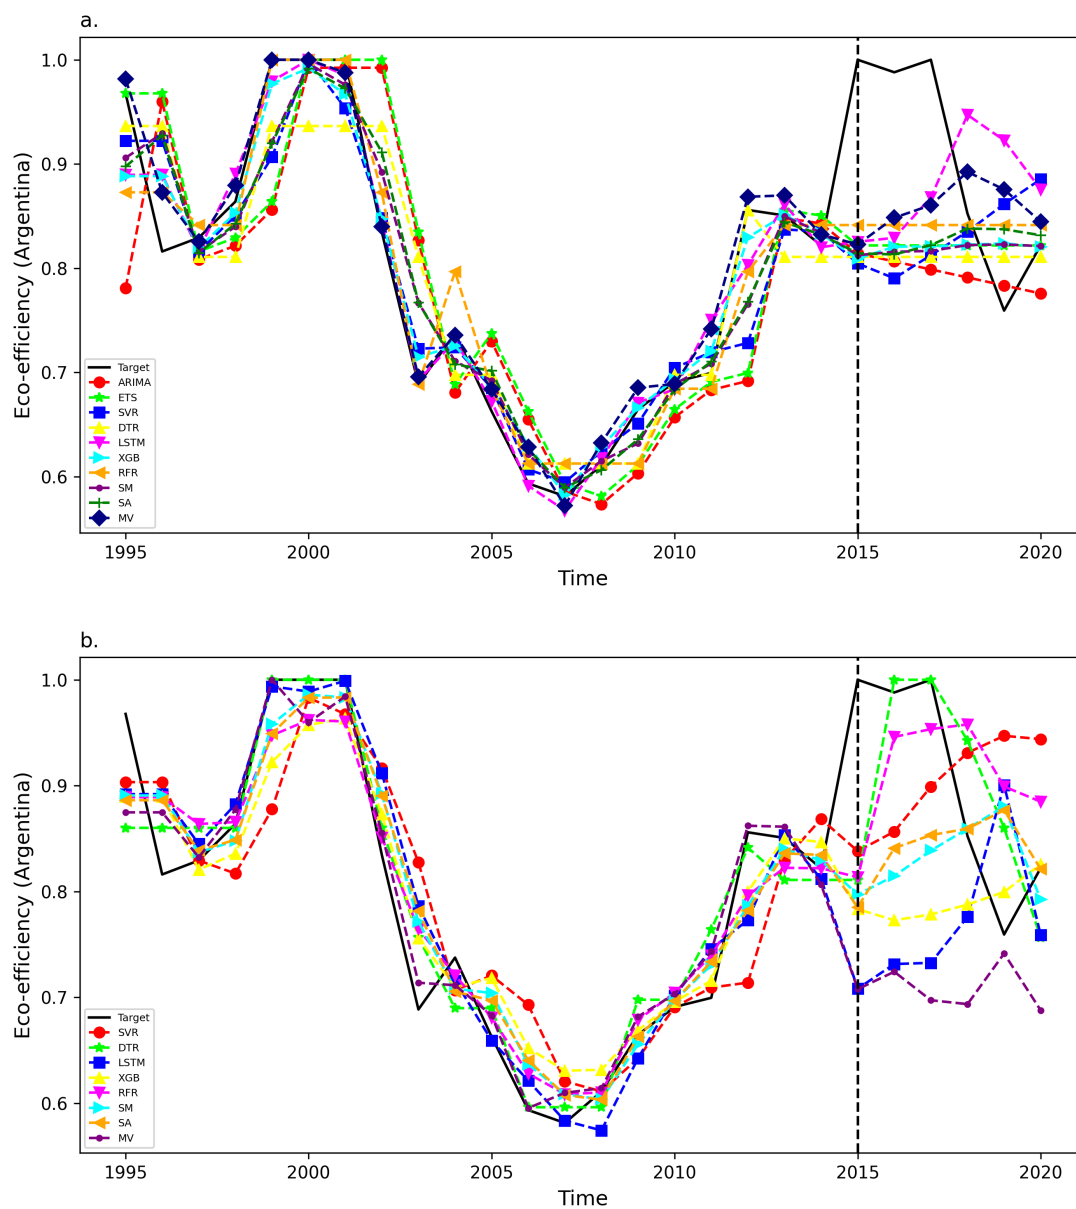 a.
Eco-efficiency (Argentina)
1.0
0.9
0.8
0.7
0.6
Target
ARIMA
ETS
SVR
DTR
LSTM
XGB
RFR
SM
SA
MV
1995
2000
2005
2010
2015
2020
Time
b.
Eco-efficiency (Argentina)
1.0
0.9
0.8
0.7
0.6
Target
SVR
DTR
LSTM
XGB
RFR
SM
SA
MV
1995
2000
2005
2010
2015
2020
Time